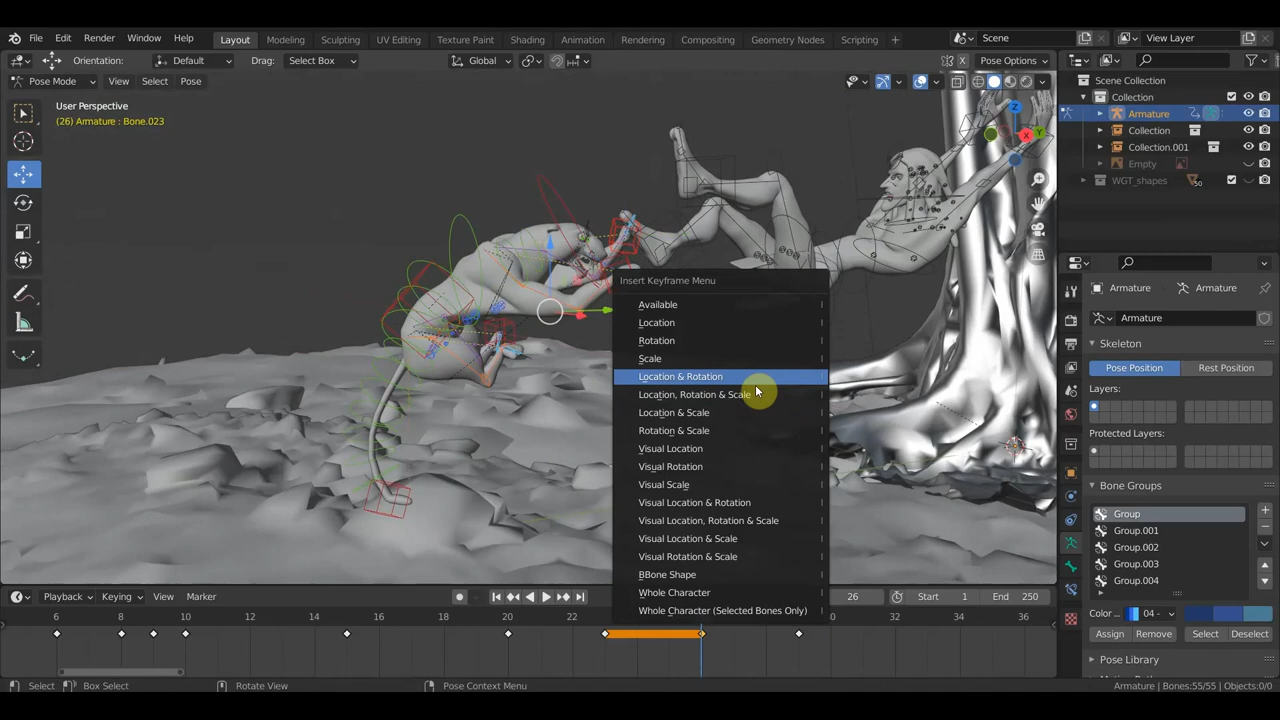 File Edit Render Window Help Layout Modeling Sculpting UV Editing Texture Paint Shading Animation Rendering Compositing Geometry Nodes Scripting + Scene View Layer
Orientation: Default Drag: Select Box Global X Pose Options
Pose Mode View Select Pose
User Perspective
(26) Armature : Bone.023
Z
X
Y
Scene Collection
Collection
Armature
Collection
Collection.001
Empty
WGT_shapes 50
Insert Keyframe Menu
Available I
Location I
Rotation I
Scale I
Location & Rotation I
Location, Rotation & Scale I
Location & Scale I
Rotation & Scale I
Visual Location I
Visual Rotation I
Visual Scale I
Visual Location & Rotation I
Visual Location, Rotation & Scale I
Visual Location & Scale I
Visual Rotation & Scale I
BBone Shape I
Whole Character I
Whole Character (Selected Bones Only) I
Armature Armature
Armature
Skeleton
Pose Position Rest Position
Layers:
Protected Layers:
Bone Groups
Group
Group.001
Group.002
Group.003
Group.004
Color ... 04 -
Assign Remove Select Deselect
Pose Library
Playback Keying View Marker 26 Start 1 End 250
6 8 10 12 14 16 18 20 22 32 34 36
Select Box Select Rotate View Pose Context Menu Armature | Bones:55/55 | Objects:0/0